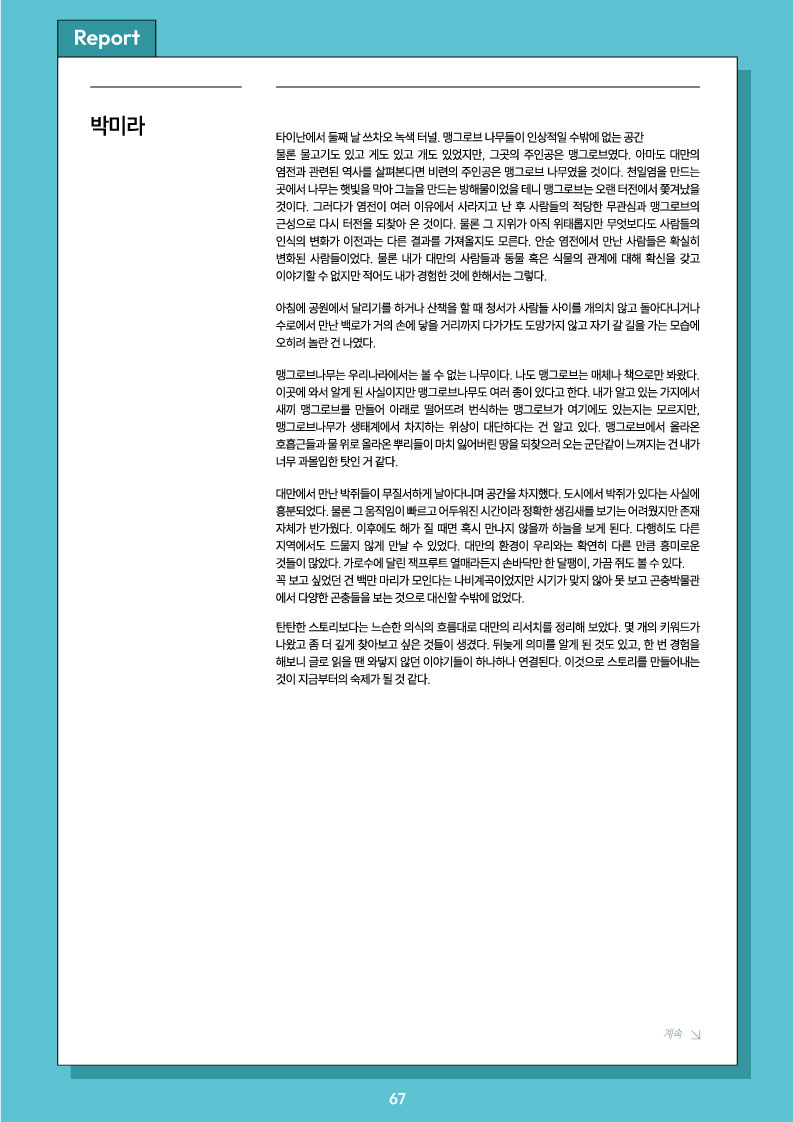 Report
박미라
타이난에서 둘째 날 쓰차오 녹색 터널. 맹그로브 나무들이 인상적일 수밖에 없는 공간
물론 물고기도 있고 게도 있고 개도 있었지만, 그곳의 주인공은 맹그로브였다. 아마도 대만의
염전과 관련된 역사를 살펴본다면 비련의 주인공은 맹그로브 나무였을 것이다. 천일염을 만드는
곳에서 나무는 햇빛을 막아 그늘을 만드는 방해물이었을 테니 맹그로브는 오랜 터전에서 쫓겨났을
것이다. 그러다가 염전이 여러 이유에서 사라지고 난 후 사람들의 적당한 무관심과 맹그로브의
근성으로 다시 터전을 되찾아 온 것이다. 물론 그 지위가 아직 위태롭지만 무엇보다도 사람들의
인식의 변화가 이전과는 다른 결과를 가져올지도 모른다. 안순 염전에서 만난 사람들은 확실히
변화된 사람들이었다. 물론 내가 대만의 사람들과 동물 혹은 식물의 관계에 대해 확신을 갖고
이야기할 수 없지만 적어도 내가 경험한 것에 한해서는 그렇다.
아침에 공원에서 달리기를 하거나 산책을 할 때 청서가 사람들 사이를 개의치 않고 돌아다니거나
수로에서 만난 백로가 거의 손에 닿을 거리까지 다가가도 도망가지 않고 자기 갈 길을 가는 모습에
오히려 놀란 건 나였다.
맹그로브나무는 우리나라에서는 볼 수 없는 나무이다. 나도 맹그로브는 매체나 책으로만 봐왔다.
이곳에 와서 알게 된 사실이지만 맹그로브나무도 여러 종이 있다고 한다. 내가 알고 있는 가지에서
새끼 맹그로브를 만들어 아래로 떨어뜨려 번식하는 맹그로브가 여기에도 있는지는 모르지만,
맹그로브나무가 생태계에서 차지하는 위상이 대단하다는 건 알고 있다. 맹그로브에서 올라온
호흡근들과 물 위로 올라온 뿌리들이 마치 잃어버린 땅을 되찾으러 오는 군단같이 느껴지는 건 내가
너무 과몰입한 탓인 거 같다.
대만에서 만난 박쥐들이 무질서하게 날아다니며 공간을 차지했다. 도시에서 박쥐가 있다는 사실에
흥분되었다. 물론 그 움직임이 빠르고 어두워진 시간이라 정확한 생김새를 보기는 어려웠지만 존재
자체가 반가웠다. 이후에도 해가 질 때면 혹시 만나지 않을까 하늘을 보게 된다. 다행히도 다른
지역에서도 드물지 않게 만날 수 있었다. 대만의 환경이 우리와는 확연히 다른 만큼 흥미로운
것들이 많았다. 가로수에 달린 잭프루트 열매라든지 손바닥만 한 달팽이, 가끔 쥐도 볼 수 있다.
꼭 보고 싶었던 건 백만 마리가 모인다는 나비계곡이었지만 시기가 맞지 않아 못 보고 곤충박물관
에서 다양한 곤충들을 보는 것으로 대신할 수밖에 없었다.
탄탄한 스토리보다는 느슨한 의식의 흐름대로 대만의 리서치를 정리해 보았다. 몇 개의 키워드가
나왔고 좀 더 깊게 찾아보고 싶은 것들이 생겼다. 뒤늦게 의미를 알게 된 것도 있고, 한 번 경험을
해보니 글로 읽을 땐 와닿지 않던 이야기들이 하나하나 연결된다. 이것으로 스토리를 만들어내는
것이 지금부터의 숙제가 될 것 같다.
계속
67